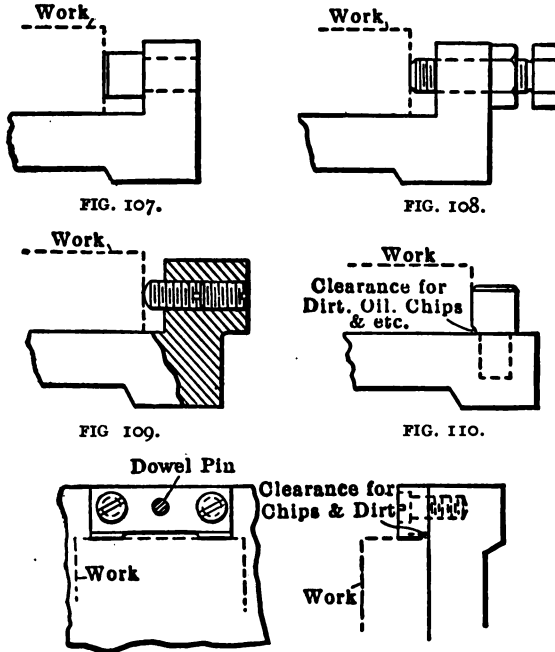 Work
Work
FIG. 107.
FIG. 108.
Work
Work
Clearance for
Dirt. Oil. Chips
& etc.
FIG 109.
FIG. 110.
Dowel Pin
Clearance for
Chips & Dirt
Work
Work